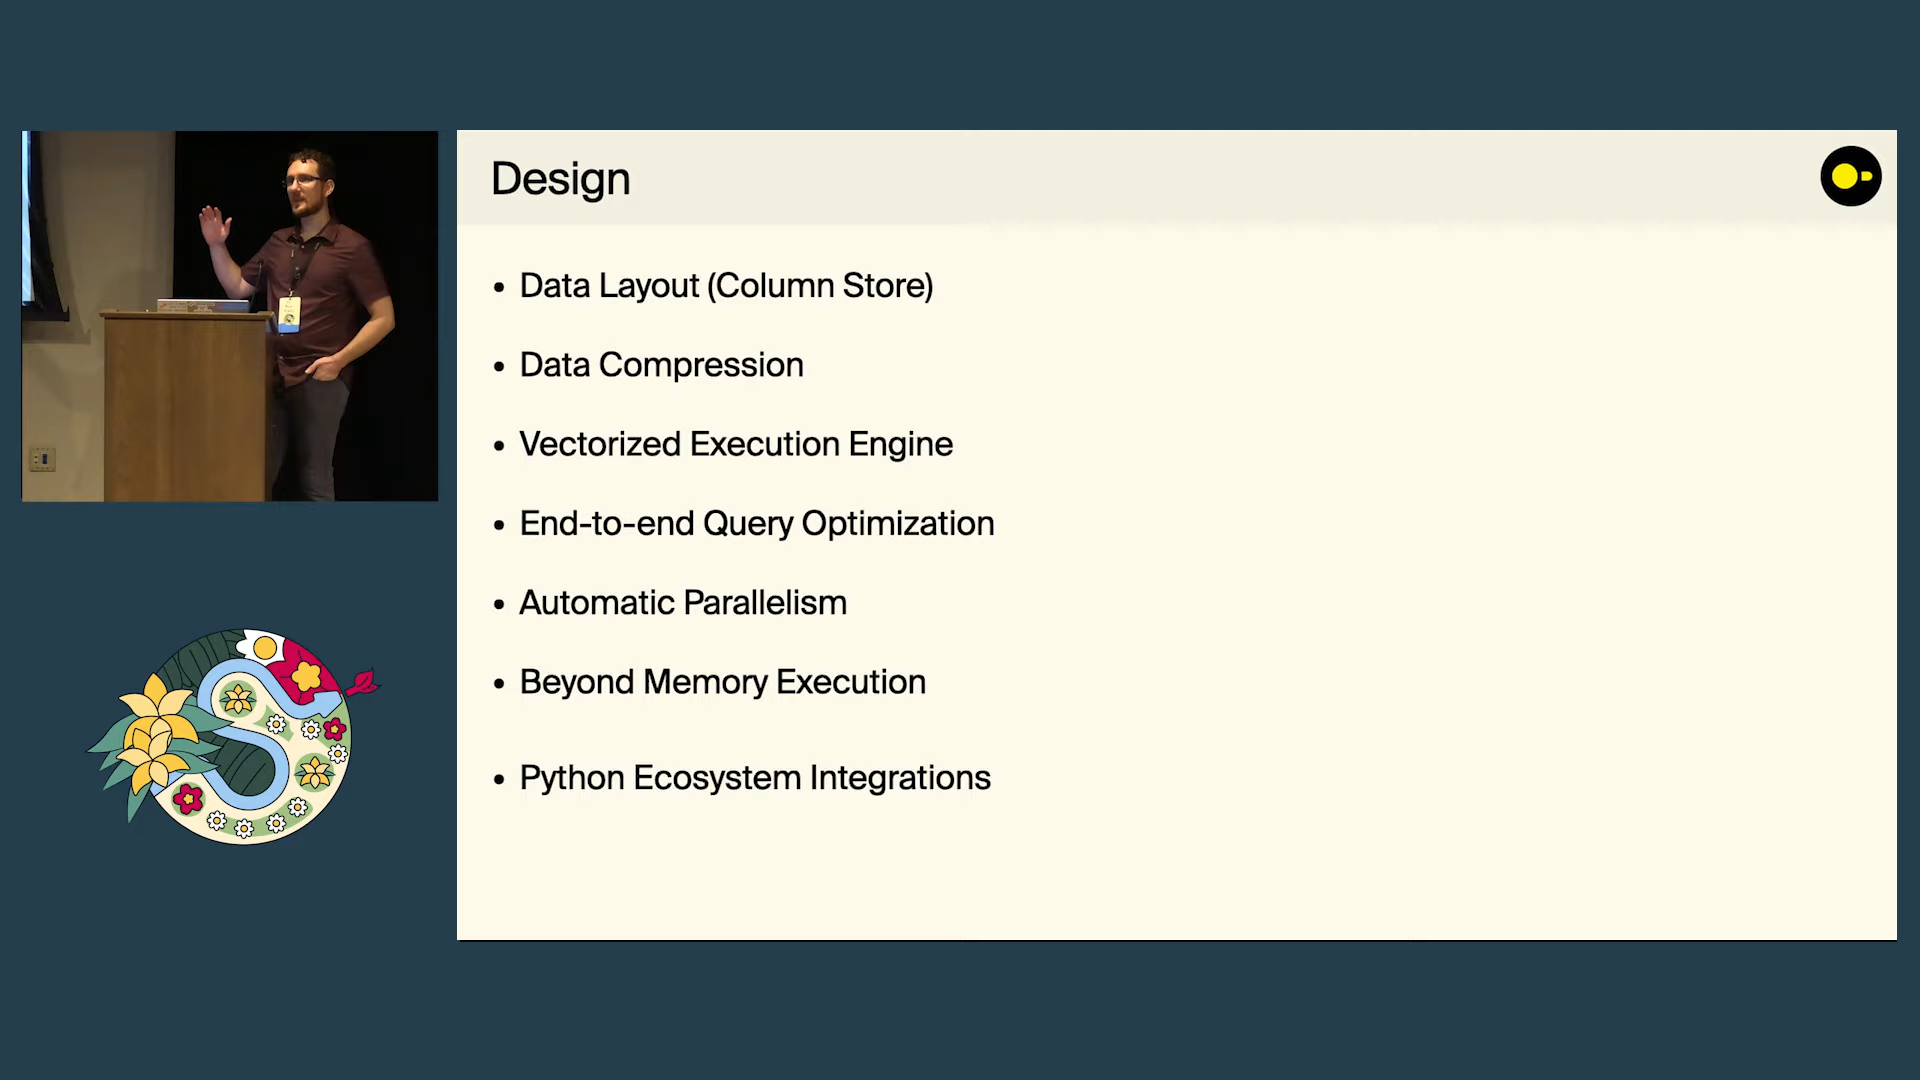 Design
• Data Layout (Column Store)
• Data Compression
• Vectorized Execution Engine
• End-to-end Query Optimization
• Automatic Parallelism
• Beyond Memory Execution
• Python Ecosystem Integrations